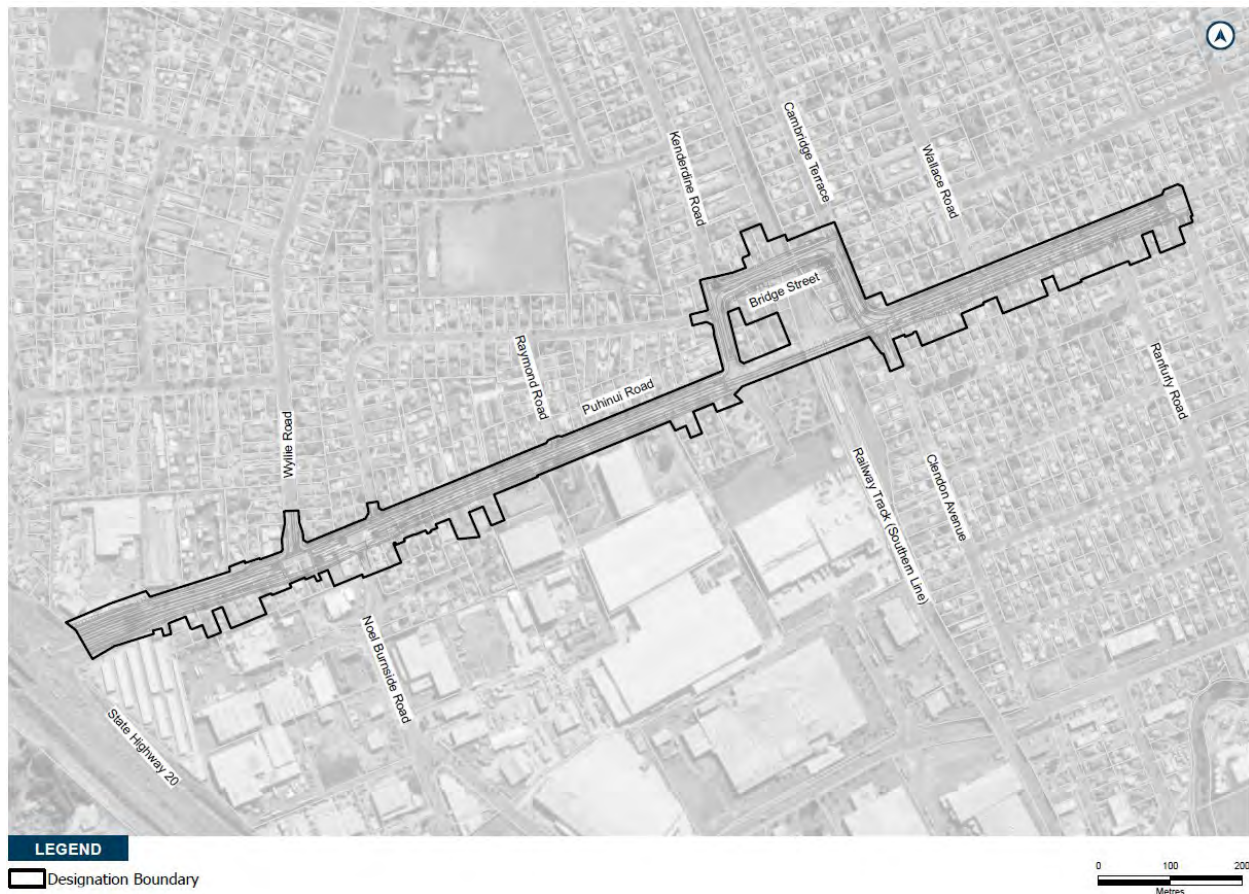 Kenderdine Road
Cambridge Terrace
Wallace Road
Bridge Street
Raymond Road
Puhinui Road
Ranfurly Road
Wyllie Road
Railway Track (Southern Line)
Clendon Avenue
Noel Burnside Road
State Highway 20
LEGEND
Designation Boundary
0 100 200
Metres